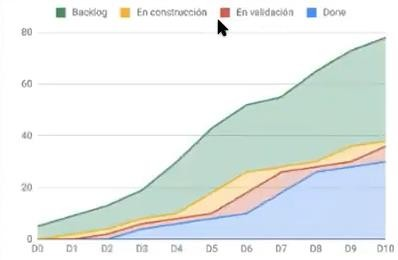 Backlog En construcción En validación Done
80
60
40
20
0
D0 D1 D2 D3 D4 D5 D6 D7 D8 D9 D10